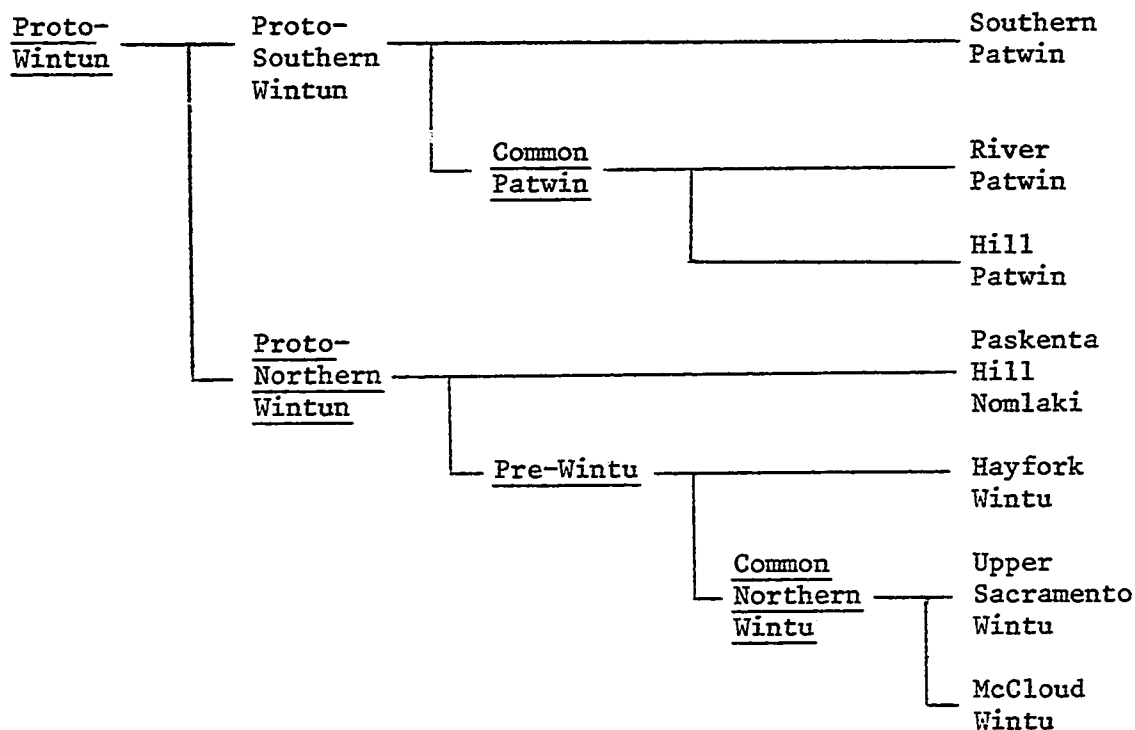 Proto-
Wintun
Proto-
Southern
Wintun
Southern
Patwin
Common
Patwin
River
Patwin
Hill
Patwin
Proto-
Northern
Wintun
Paskenta
Hill
Nomlaki
Pre-Wintu
Hayfork
Wintu
Common
Northern
Wintu
Upper
Sacramento
Wintu
McCloud
Wintu